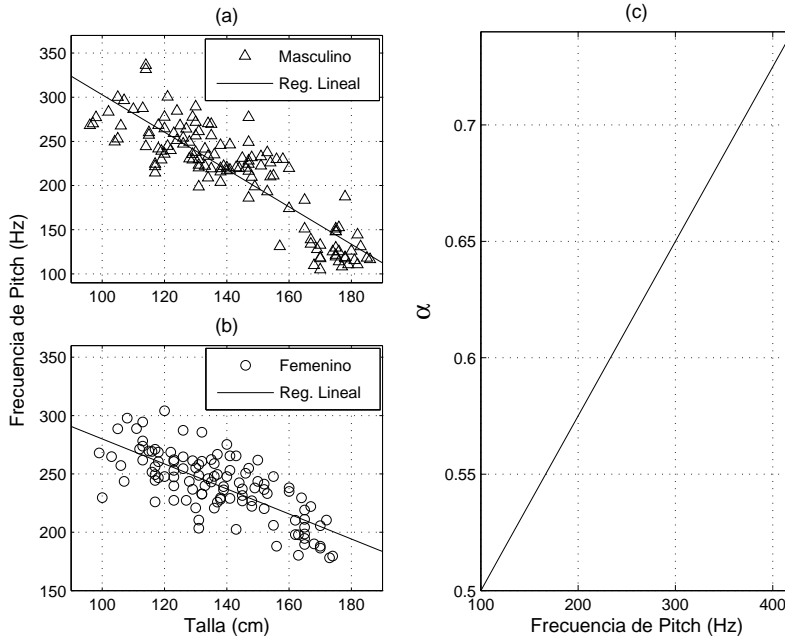 (a)
350
300
250
200
150
100
100
120
140
160
180
Masculino
Reg. Lineal
Frecuencia de Pitch (Hz)
(b)
350
300
250
200
150
100
120
140
160
180
Femenino
Reg. Lineal
Talla (cm)
(c)
0.7
0.65
0.6
0.55
0.5
100
200
300
400
α
Frecuencia de Pitch (Hz)